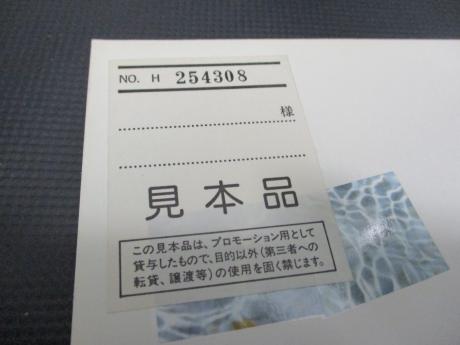 NO. H 254308
様
見本品
この見本品は、プロモーション用として
貸与したもので、目的以外(第三者への
転貸、譲渡等)の使用を固く禁じます。